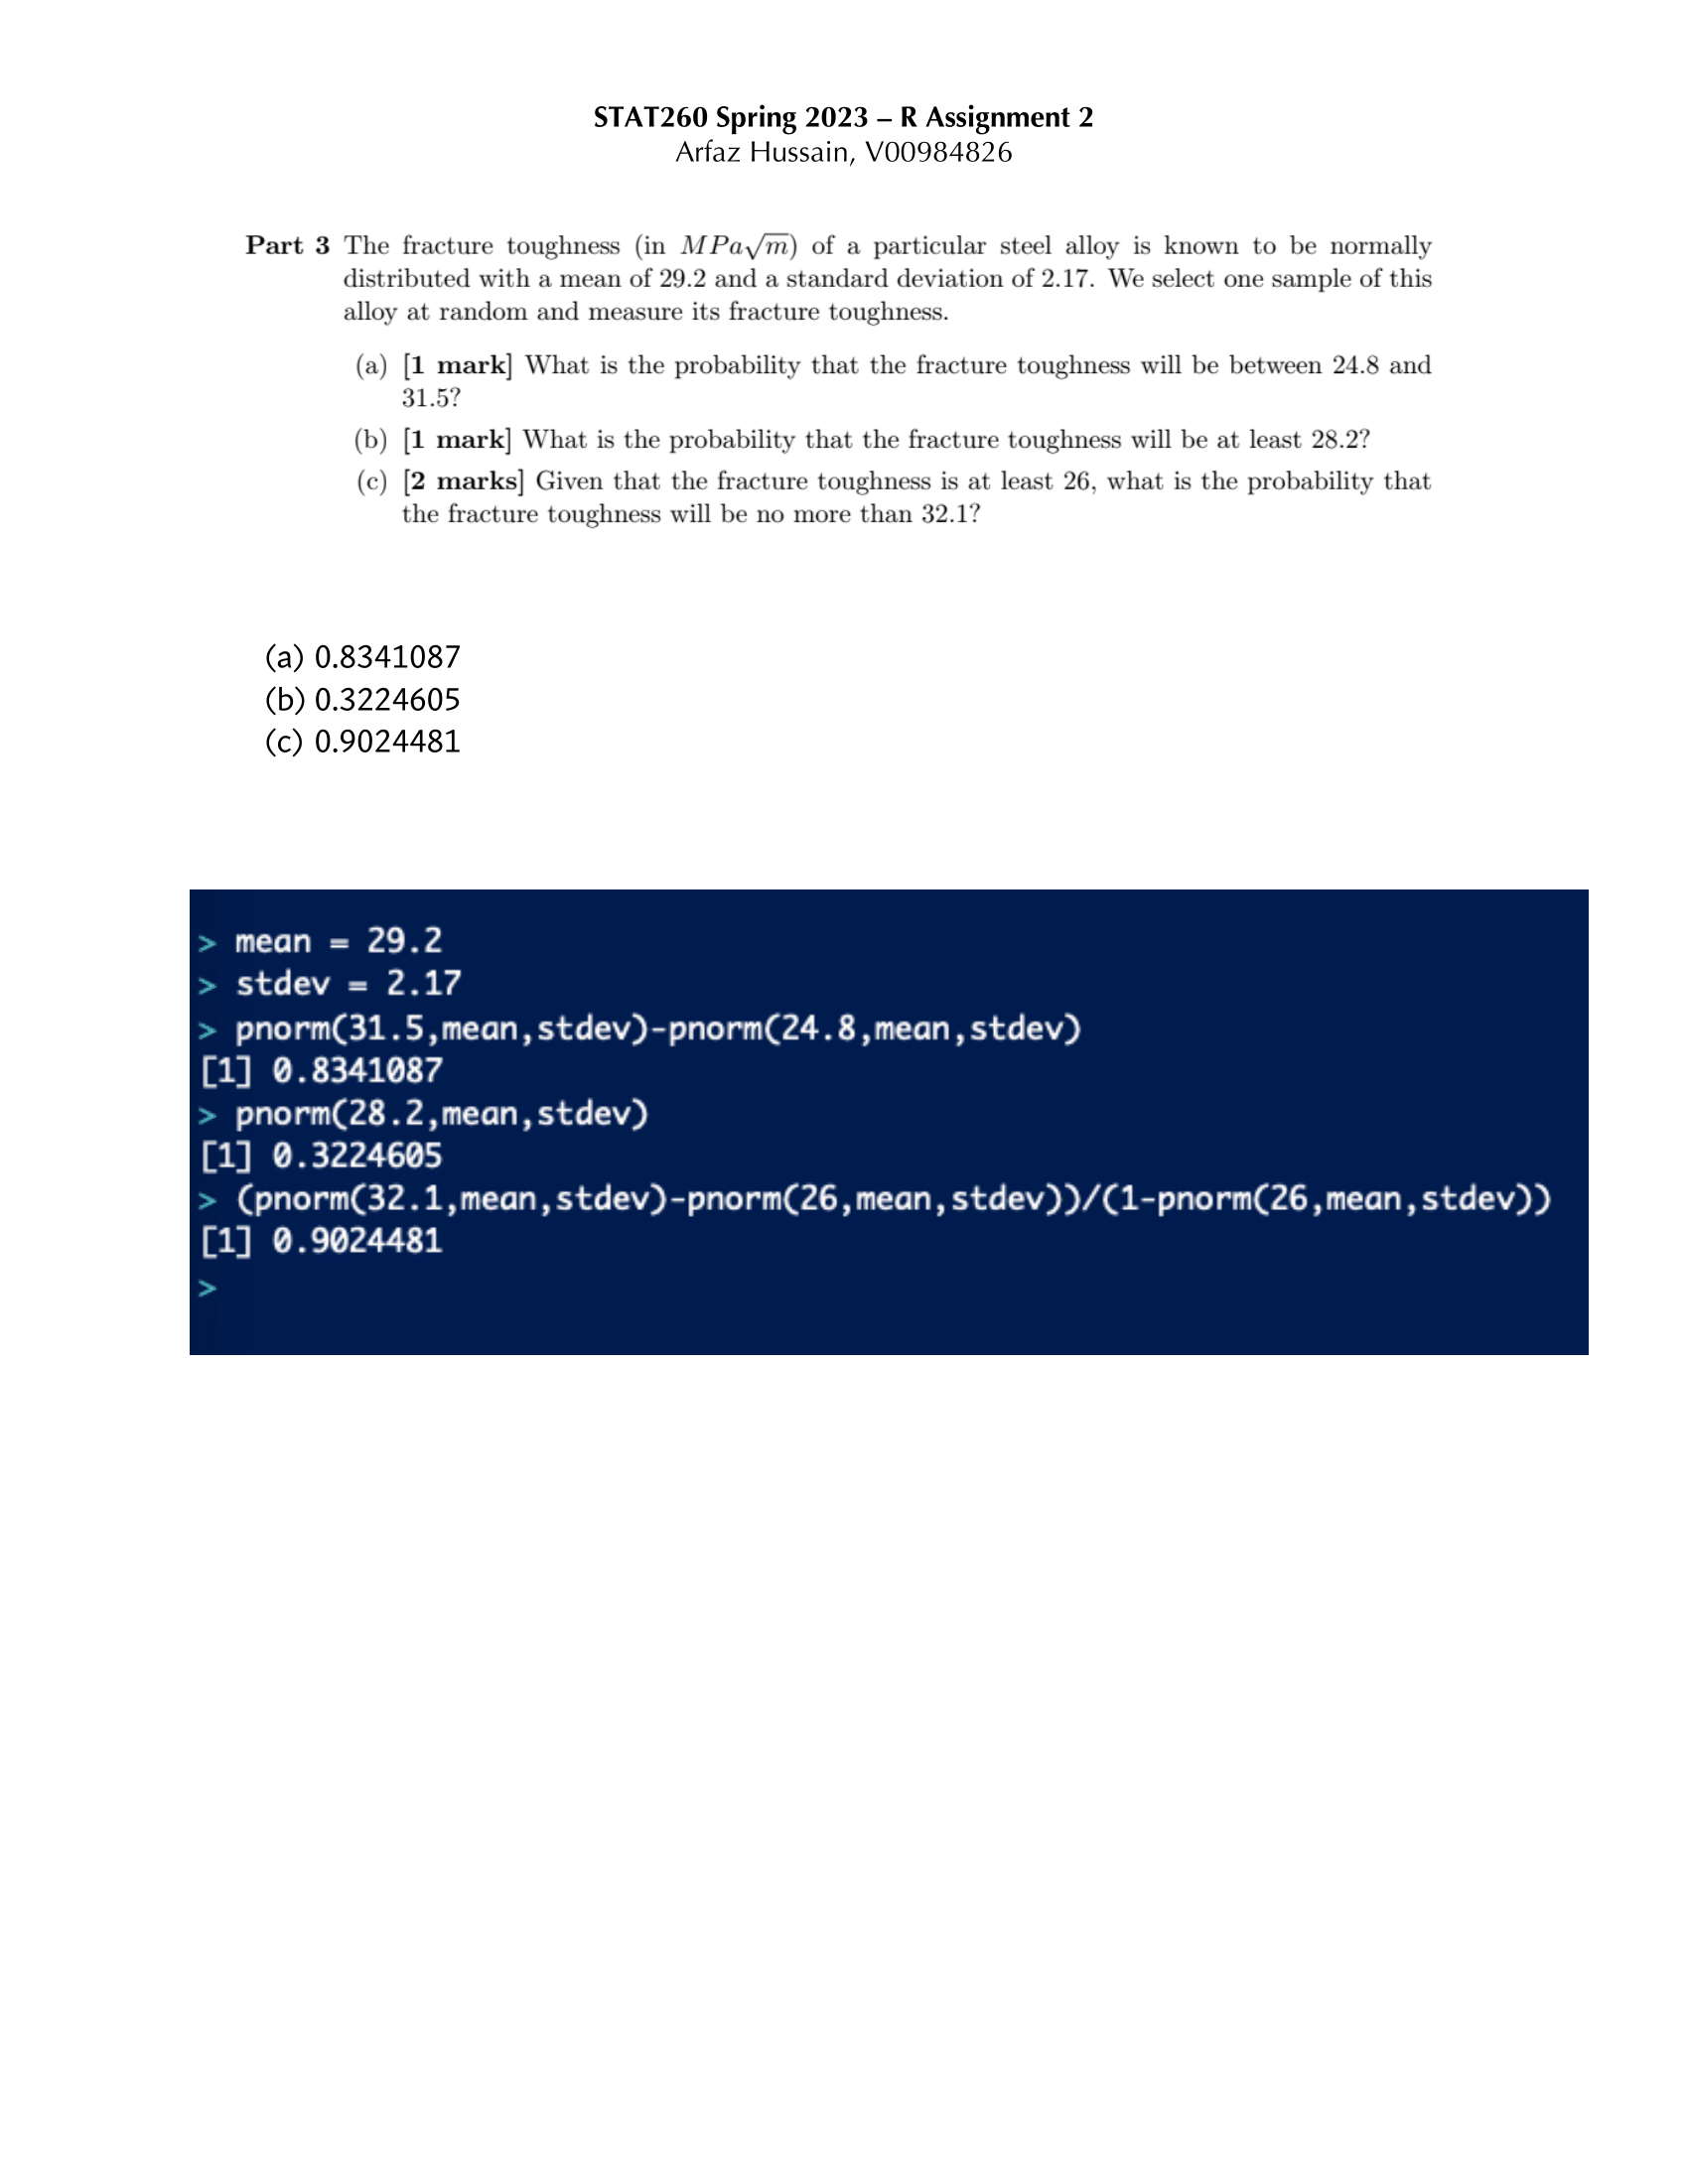 STAT260 Spring 2023 – R Assignment 2
Arfaz Hussain, V00984826
Part 3 The fracture toughness (in MPa√m) of a particular steel alloy is known to be normally
distributed with a mean of 29.2 and a standard deviation of 2.17. We select one sample of this
alloy at random and measure its fracture toughness.
(a) [1 mark] What is the probability that the fracture toughness will be between 24.8 and
31.5?
(b) [1 mark] What is the probability that the fracture toughness will be at least 28.2?
(c) [2 marks] Given that the fracture toughness is at least 26, what is the probability that
the fracture toughness will be no more than 32.1?
(a) 0.8341087
(b) 0.3224605
(c) 0.9024481
> mean = 29.2
> stdev = 2.17
> pnorm(31.5,mean,stdev)-pnorm(24.8,mean,stdev)
[1] 0.8341087
> pnorm(28.2,mean,stdev)
[1] 0.3224605
> (pnorm(32.1,mean,stdev)-pnorm(26,mean,stdev))/(1-pnorm(26,mean,stdev))
[1] 0.9024481
>